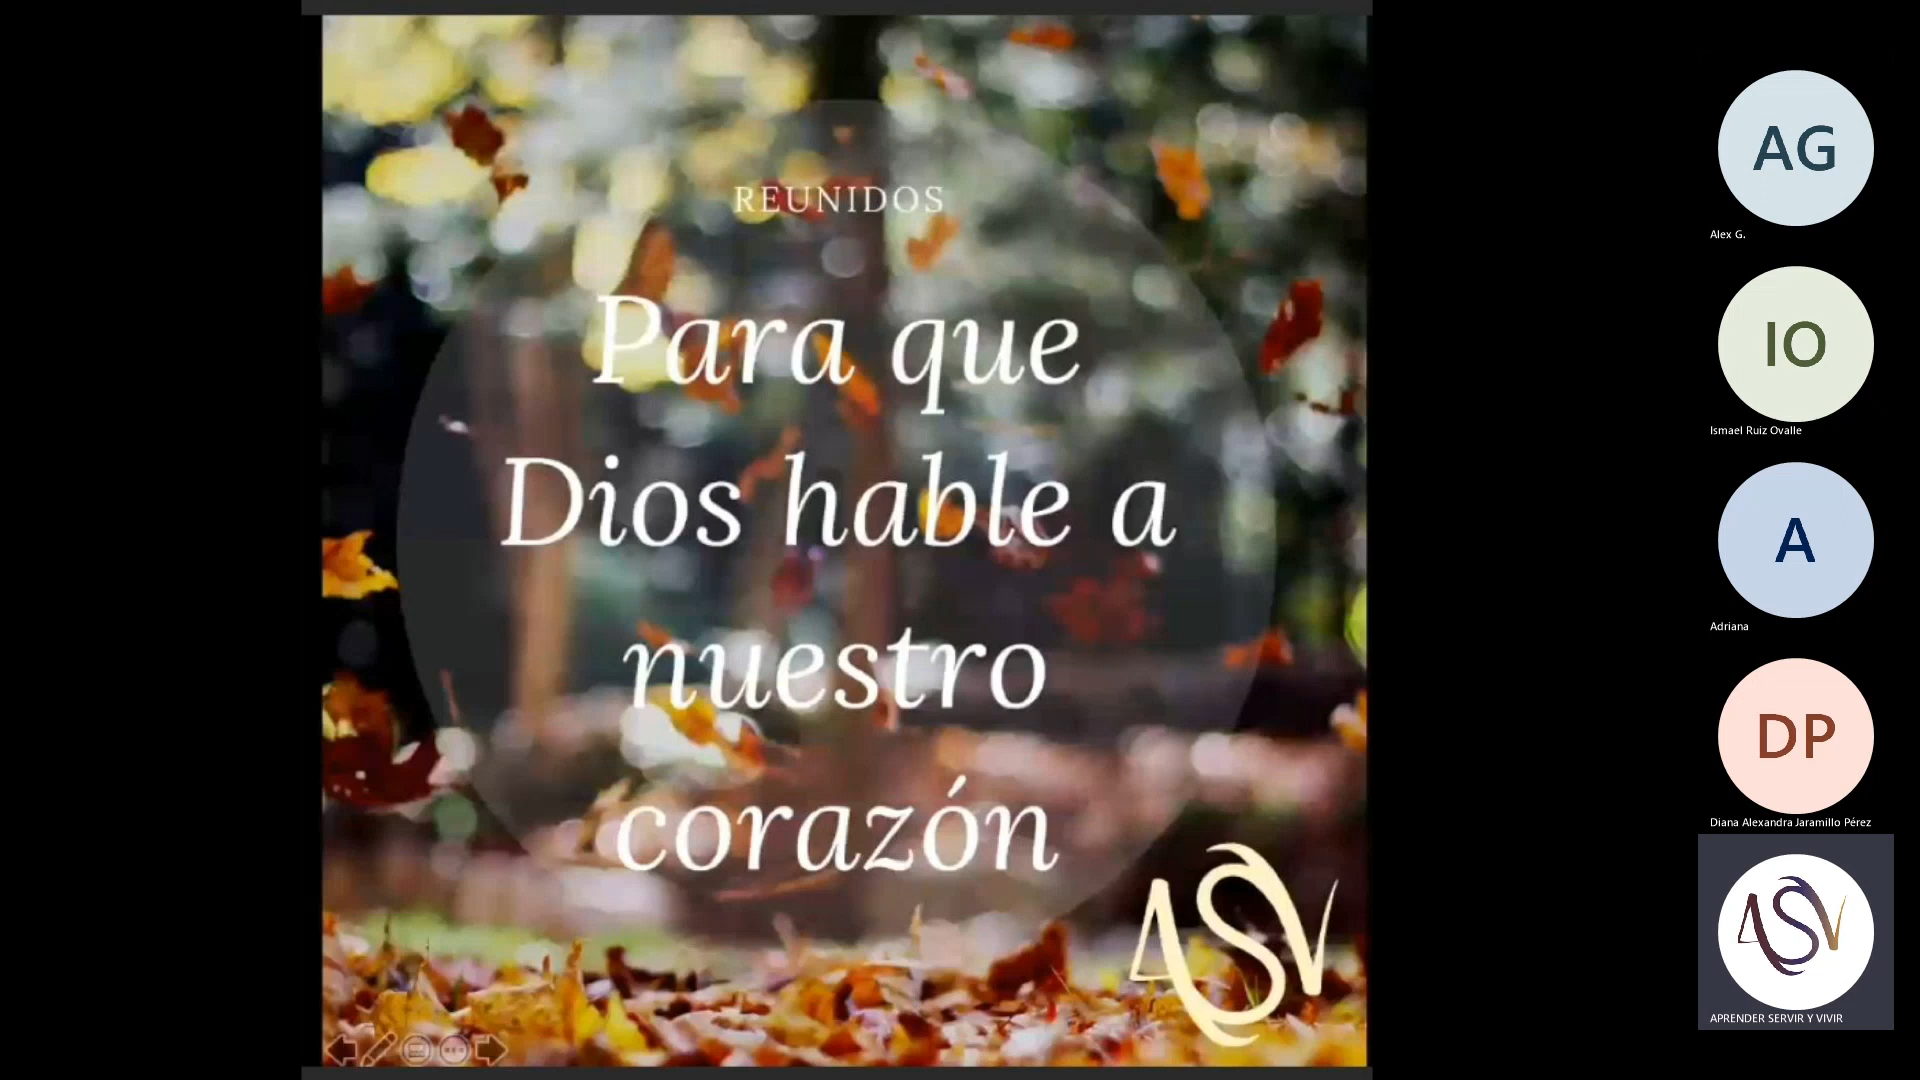 REUNIDOS
Para que
Dios hable a
nuestro
corazón
ASV
AG
Alex G.
IO
Ismael Ruiz Ovalle
A
Adriana
DP
Diana Alexandra Jaramillo Pérez
ASV
APRENDER SERVIR Y VIVIR